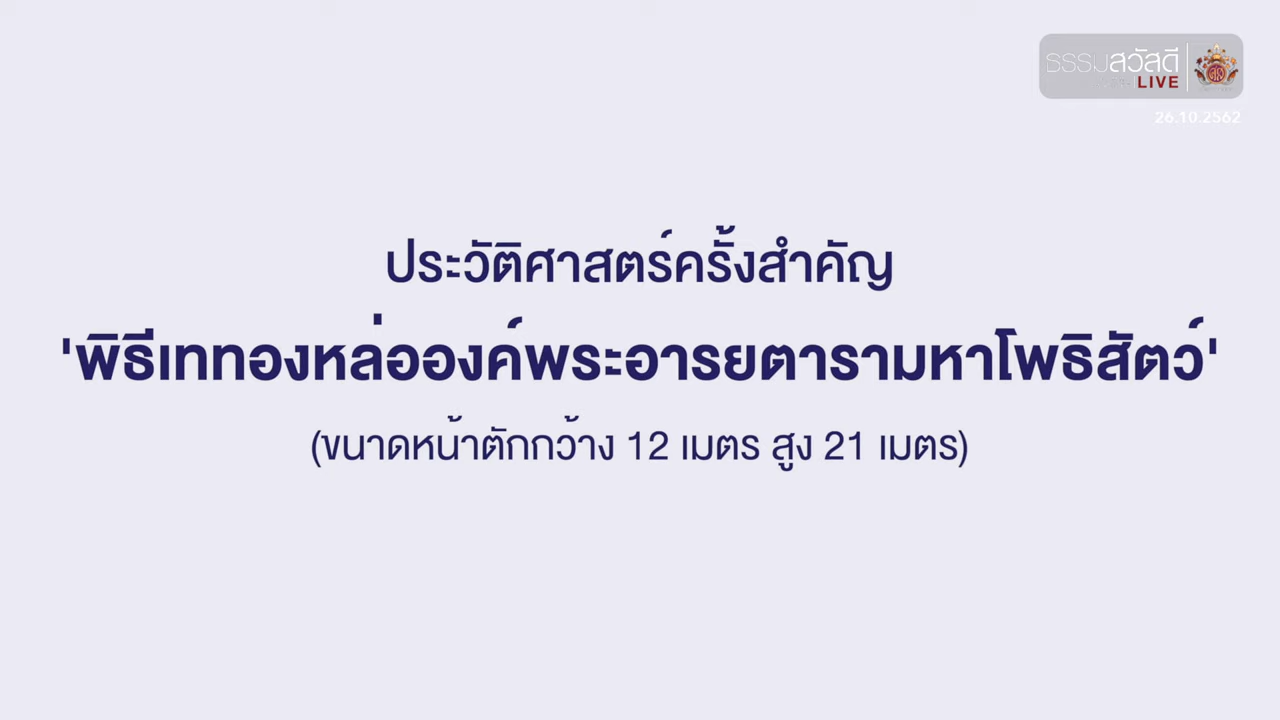 ธรรมสวัสดี
LIVE
26.10.2562
ประวัติศาสตร์ครั้งสำคัญ
'พิธีเททองหล่อองค์พระอารยตารามหาโพธิสัตว์'
(ขนาดหน้าตักกว้าง 12 เมตร สูง 21 เมตร)